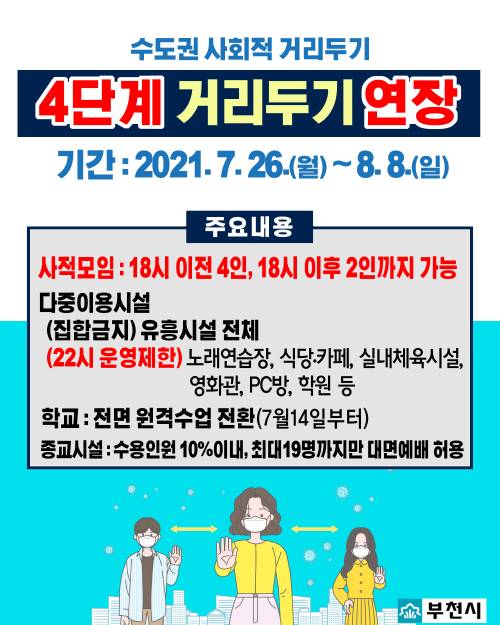 수도권 사회적 거리두기
4단계 거리두기 연장
기간 : 2021. 7. 26.(월) ~ 8. 8.(일)
주요내용
사적모임 : 18시 이전 4인, 18시 이후 2인까지 가능
다중이용시설
(집합금지) 유흥시설 전체
(22시 운영제한) 노래연습장, 식당·카페, 실내체육시설,
영화관, PC방, 학원 등
학교 : 전면 원격수업 전환(7월14일부터)
종교시설 : 수용인원 10%이내, 최대19명까지만 대면예배 허용
부천시